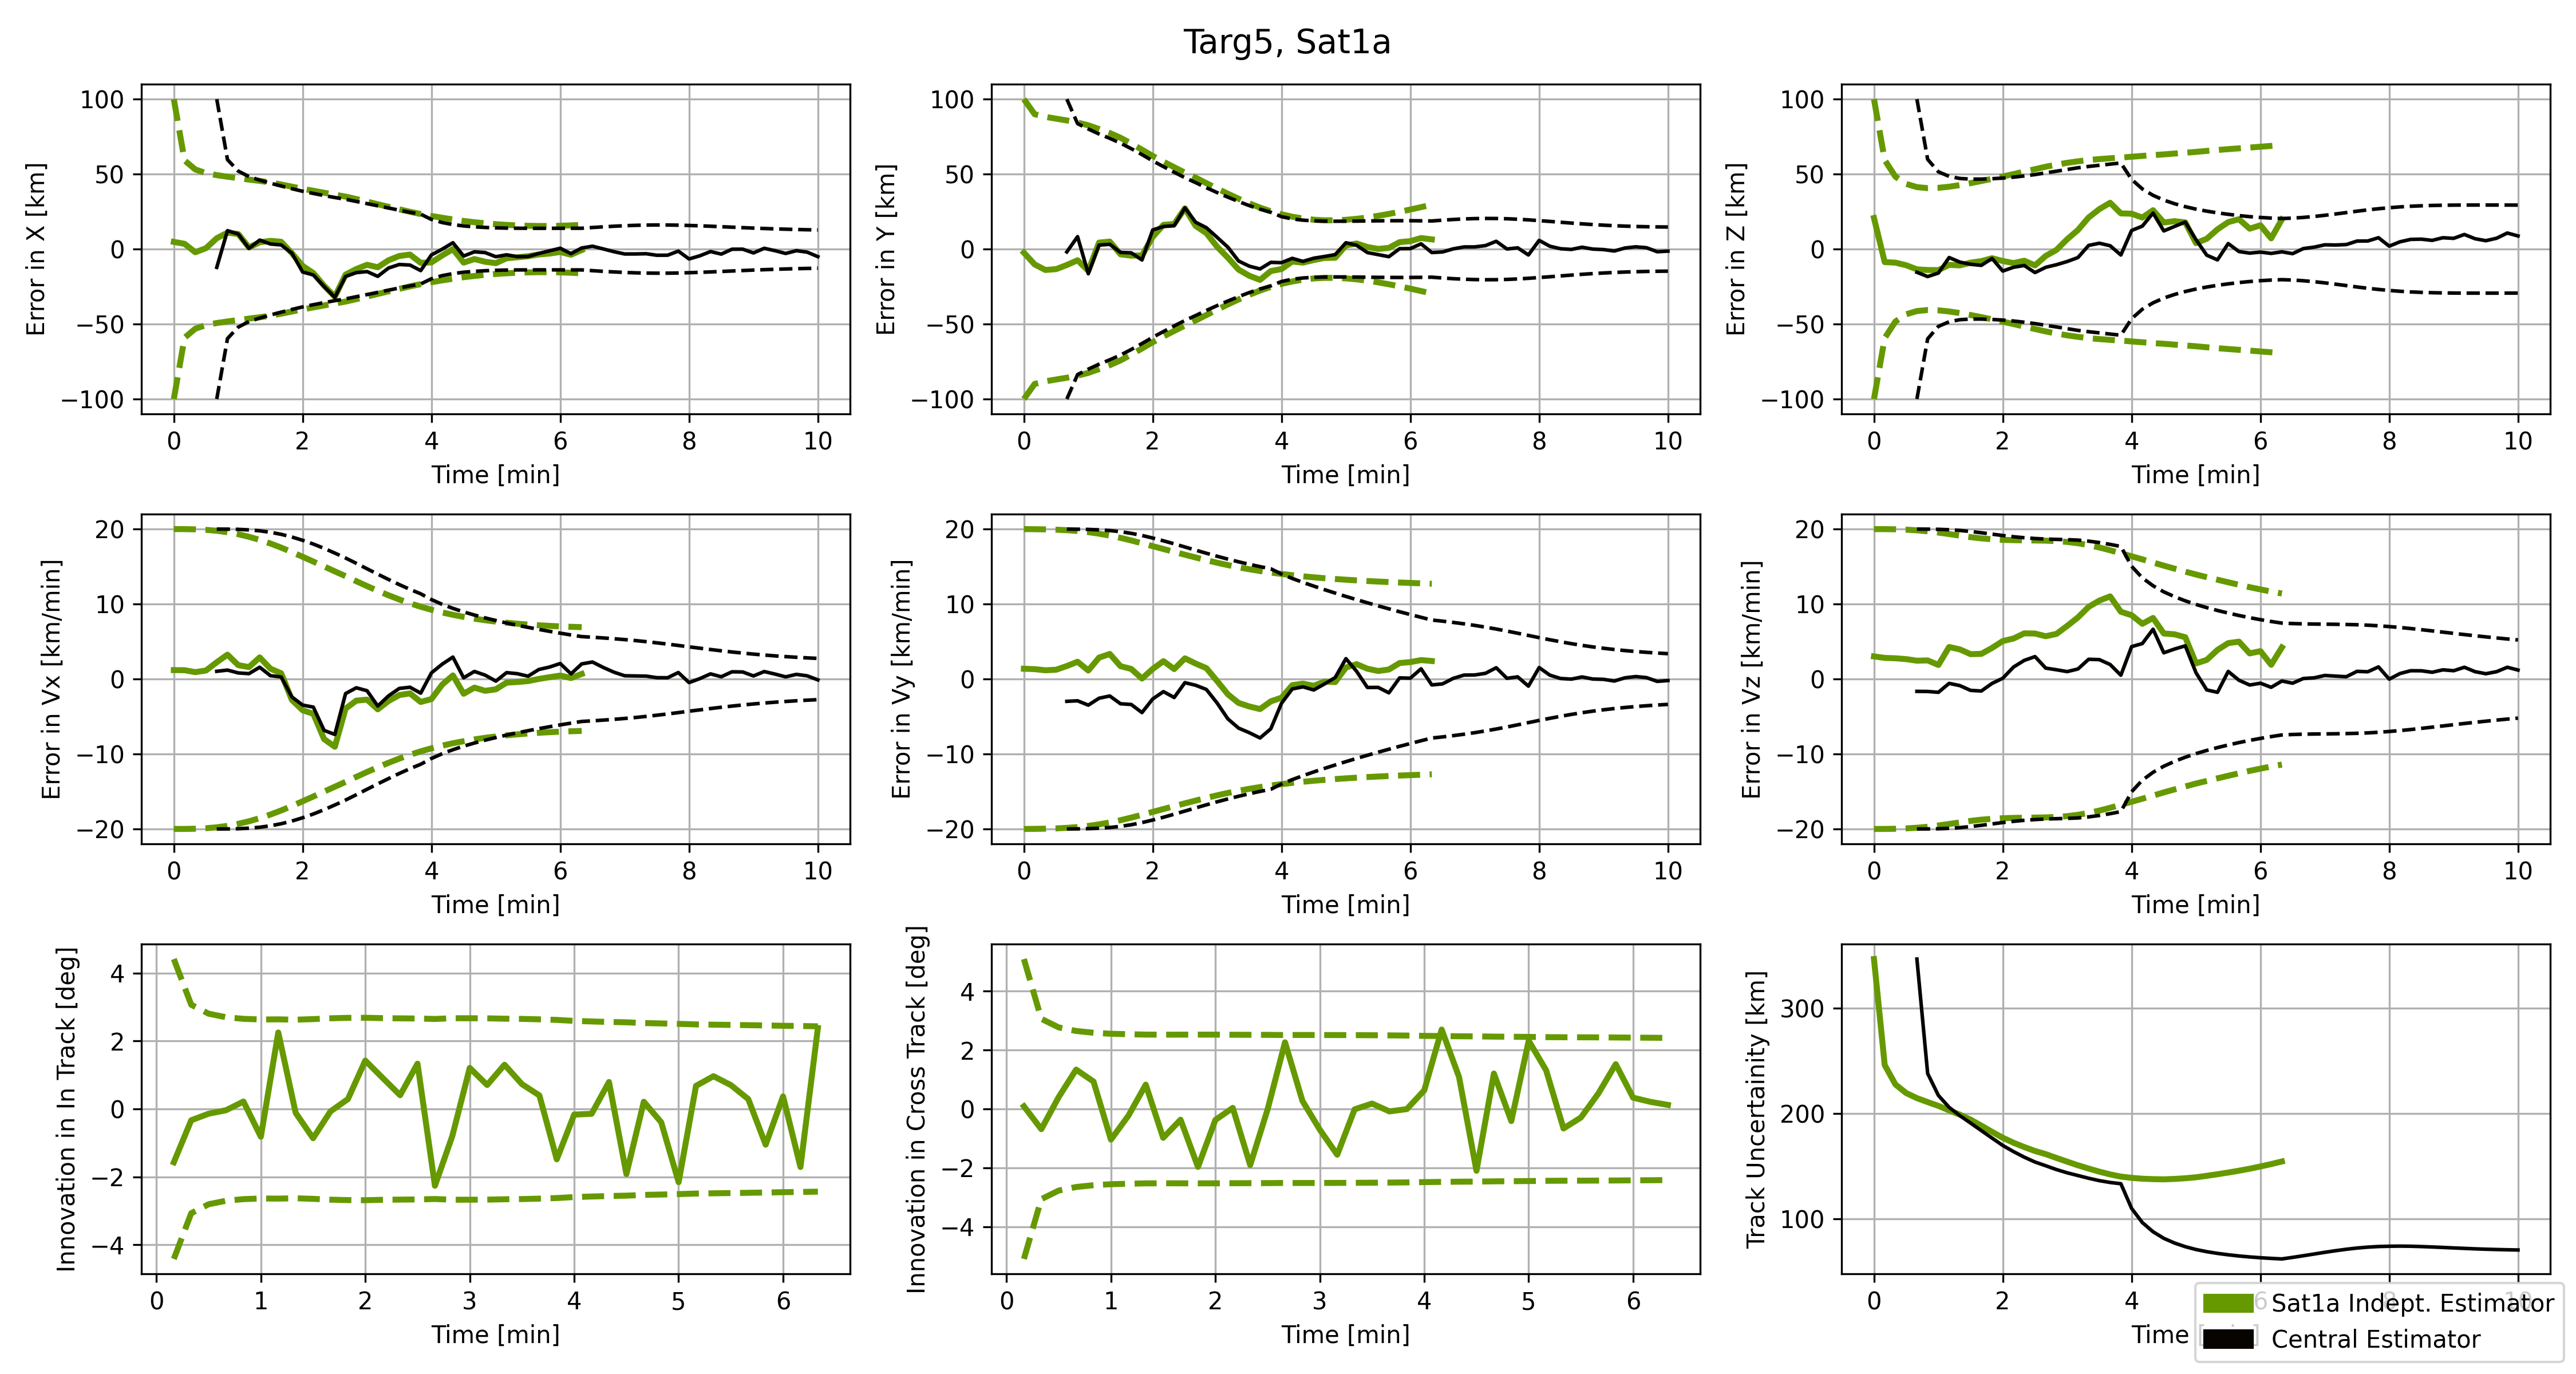 Targ5, Sat1a
Error in X [km]
100
50
0
−50
−100
0 2 4 6 8 10
Time [min]
Error in Y [km]
100
50
0
−50
−100
0 2 4 6 8 10
Time [min]
Error in Z [km]
100
50
0
−50
−100
0 2 4 6 8 10
Time [min]
Error in Vx [km/min]
20
10
0
−10
−20
0 2 4 6 8 10
Time [min]
Error in Vy [km/min]
20
10
0
−10
−20
0 2 4 6 8 10
Time [min]
Error in Vz [km/min]
20
10
0
−10
−20
0 2 4 6 8 10
Time [min]
Innovation in In Track [deg]
4
2
0
−2
−4
0 1 2 3 4 5 6
Time [min]
Innovation in Cross Track [deg]
4
2
0
−2
−4
0 1 2 3 4 5 6
Time [min]
Track Uncertainity [km]
300
200
100
0 2 4 6 8 10
Time [min]
Sat1a Indept. Estimator
Central Estimator